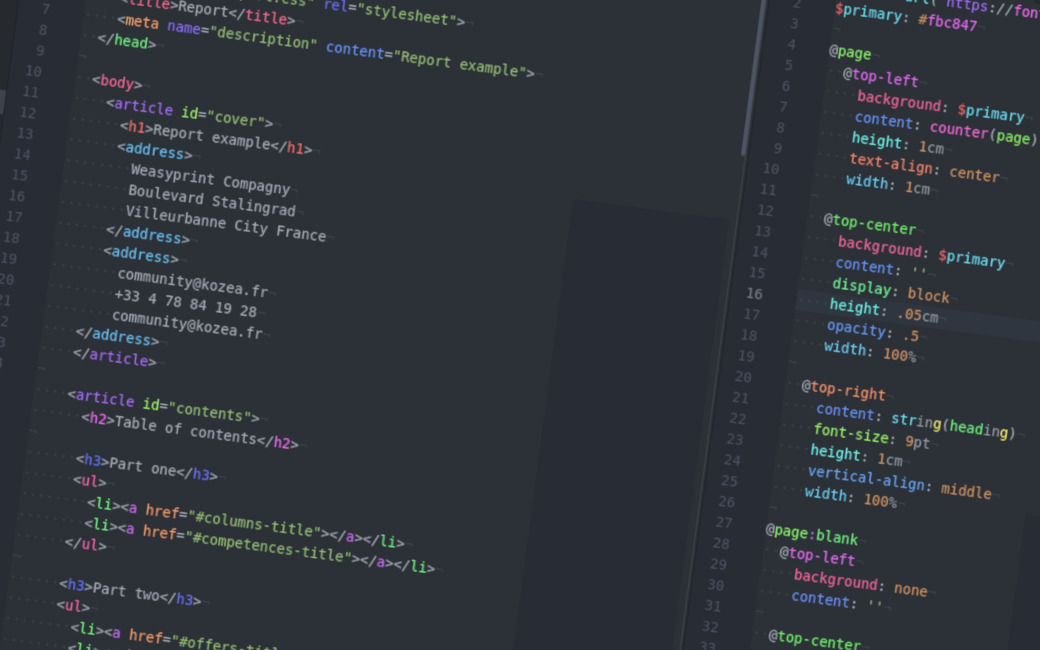 rel="stylesheet">
<title>Report</title>
<meta name="description" content="Report example">
</head>
<body>
<article id="cover">
<h1>Report example</h1>
<address>
Weasyprint Compagny
Boulevard Stalingrad
Villeurbanne City France
</address>
<address>
community@kozea.fr
+33 4 78 84 19 28
community@kozea.fr
</address>
</article>
<article id="contents">
<h2>Table of contents</h2>
<h3>Part one</h3>
<ul>
<li><a href="#columns-title"></a></li>
<li><a href="#competences-title"></a></li>
</ul>
<h3>Part two</h3>
<ul>
<li><a href="#offers-titl
<li>
7
8
9
10
11
12
13
14
15
16
17
18
19
20
21
2
3
https://fon
$primary: #fbc847
@page
@top-left
background: $primary
content: counter(page)
height: 1cm
text-align: center
width: 1cm
@top-center
background: $primary
content: ''
display: block
height: .05cm
opacity: .5
width: 100%
@top-right
content: string(heading)
font-size: 9pt
height: 1cm
vertical-align: middle
width: 100%
@page:blank
@top-left
background: none
content: ''
@top-center
2
3
4
5
6
7
8
9
10
11
12
13
14
15
16
17
18
19
20
21
22
23
24
25
26
27
28
29
30
31
32
33